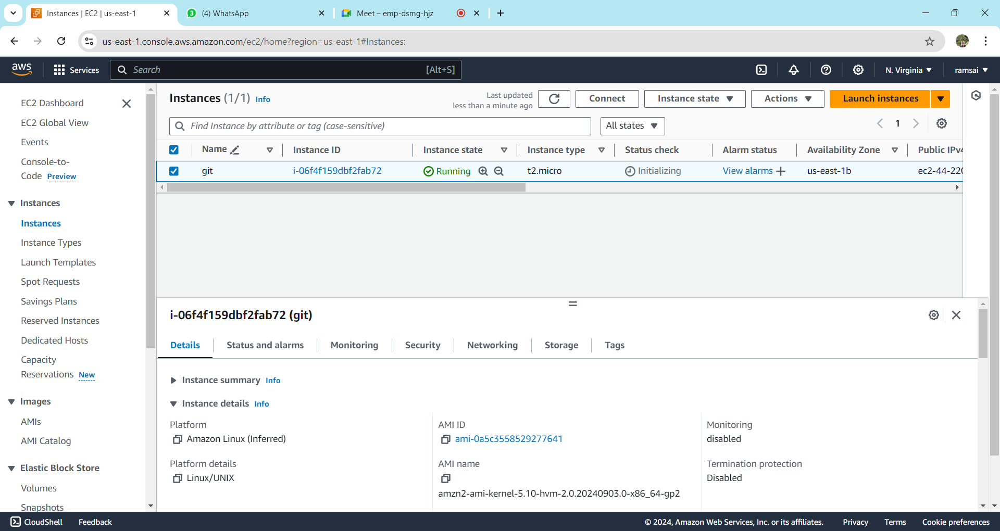 Instances | EC2 | us-east-1
3 (4) WhatsApp
Meet – emp-dsmg-hjz
us-east-1.console.aws.amazon.com/ec2/home?region=us-east-1#Instances:
aws
Services
Search
[Alt+S]
N. Virginia
ramsai
EC2 Dashboard
EC2 Global View
Events
Console-to-
Code Preview
Instances
Instances
Instance Types
Launch Templates
Spot Requests
Savings Plans
Reserved Instances
Dedicated Hosts
Capacity
Reservations New
Images
AMIs
AMI Catalog
Elastic Block Store
Volumes
Snapshots
Instances (1/1) Info
Last updated
less than a minute ago
Connect
Instance state
Actions
Launch instances
Find Instance by attribute or tag (case-sensitive)
All states
1
Name Instance ID Instance state Instance type Status check Alarm status Availability Zone Public IPv4
git i-06f4f159dbf2fab72 Running t2.micro Initializing View alarms + us-east-1b ec2-44-220
i-06f4f159dbf2fab72 (git)
Details Status and alarms Monitoring Security Networking Storage Tags
Instance summary Info
Instance details Info
Platform
Amazon Linux (Inferred)
AMI ID
ami-0a5c3558529277641
Monitoring
disabled
Platform details
Linux/UNIX
AMI name
amzn2-ami-kernel-5.10-hvm-2.0.20240903.0-x86_64-gp2
Termination protection
Disabled
CloudShell Feedback © 2024, Amazon Web Services, Inc. or its affiliates. Privacy Terms Cookie preferences